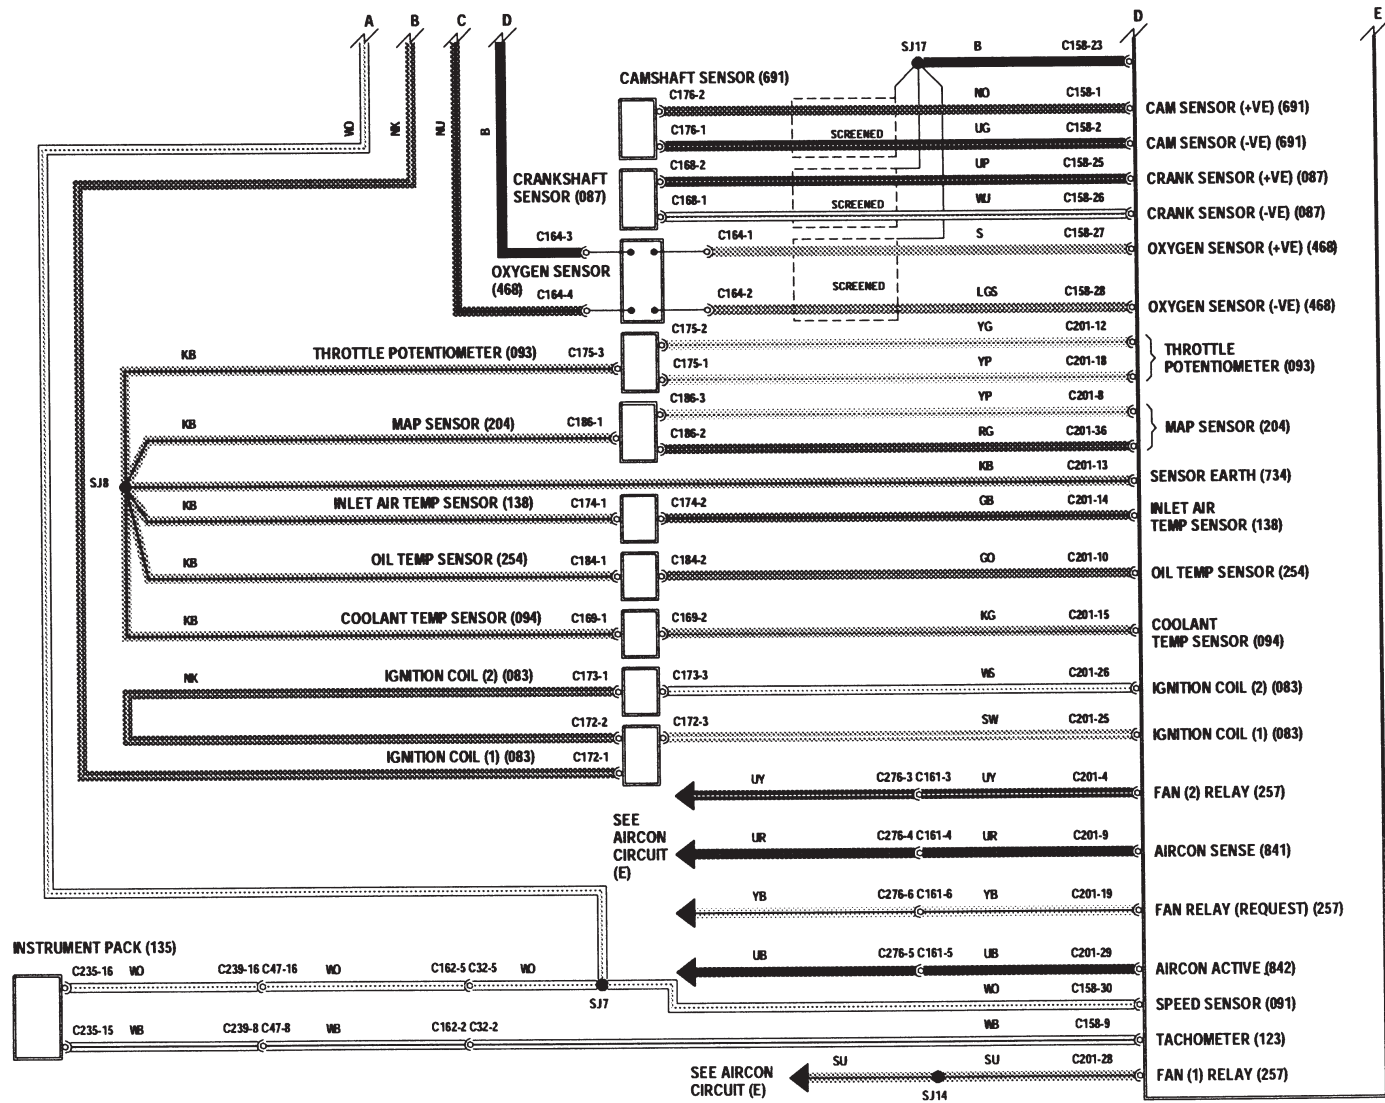 A B C D D E
WO NK NU B
SJ17 B C158-23
CAMSHAFT SENSOR (691)
C176-2 NO C158-1 CAM SENSOR (+VE) (691)
C176-1 SCREENED UG C158-2 CAM SENSOR (-VE) (691)
CRANKSHAFT
SENSOR (087)
C168-2 UP C158-25 CRANK SENSOR (+VE) (087)
C168-1 SCREENED WU C158-26 CRANK SENSOR (-VE) (087)
C164-3 C164-1 S C158-27 OXYGEN SENSOR (+VE) (468)
OXYGEN SENSOR
(468)
C164-4 C164-2 SCREENED LGS C158-28 OXYGEN SENSOR (-VE) (468)
KB THROTTLE POTENTIOMETER (093) C175-3 C175-2 YG C201-12
THROTTLE
POTENTIOMETER (093)
C175-1 YP C201-18
C186-3 YP C201-8
KB MAP SENSOR (204) C186-1 C186-2 RG C201-36 MAP SENSOR (204)
SJ8 KB C201-13 SENSOR EARTH (734)
KB INLET AIR TEMP SENSOR (138) C174-1 C174-2 GB C201-14 INLET AIR
TEMP SENSOR (138)
KB OIL TEMP SENSOR (254) C184-1 C184-2 GO C201-10 OIL TEMP SENSOR (254)
KB COOLANT TEMP SENSOR (094) C169-1 C169-2 KG C201-15 COOLANT
TEMP SENSOR (094)
NK IGNITION COIL (2) (083) C173-1 C173-3 WS C201-26 IGNITION COIL (2) (083)
C172-2 C172-3 SW C201-25 IGNITION COIL (1) (083)
IGNITION COIL (1) (083) C172-1
UY C276-3 C161-3 UY C201-4 FAN (2) RELAY (257)
SEE
AIRCON
CIRCUIT
(E)
UR C276-4 C161-4 UR C201-9 AIRCON SENSE (841)
YB C276-6 C161-6 YB C201-19 FAN RELAY (REQUEST) (257)
UB C276-5 C161-5 UB C201-29 AIRCON ACTIVE (842)
INSTRUMENT PACK (135)
C235-16 WO C239-16 C47-16 WO C162-5 C32-5 WO SJ7 WO C158-30 SPEED SENSOR (091)
C235-15 WB C239-8 C47-8 WB C162-2 C32-2 WB C158-9 TACHOMETER (123)
SEE AIRCON
CIRCUIT (E)
SU SJ14 SU C201-28 FAN (1) RELAY (257)